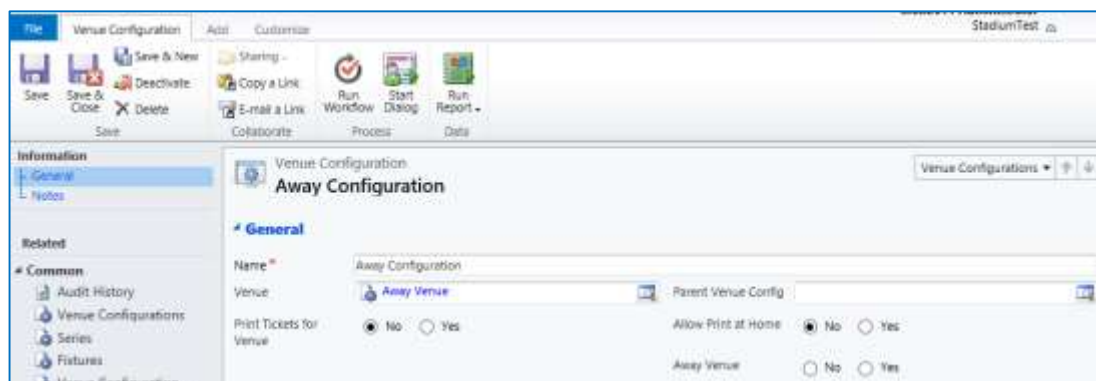 File Venue Configuration Add Customize
StadiumTest
Save
Save & Close
Save & New
Deactivate
Delete
Save
Sharing
Copy a Link
E-mail a Link
Collaborate
Run Workflow
Start Dialog
Process
Run Report
Data
Information
General
Notes
Related
Common
Audit History
Venue Configurations
Series
Fixtures
Venue Configuration
Away Configuration
Venue Configurations
General
Name* Away Configuration
Venue Away Venue Parent Venue Config
Print Tickets for Venue No Yes Allow Print at Home No Yes
Away Venue No Yes